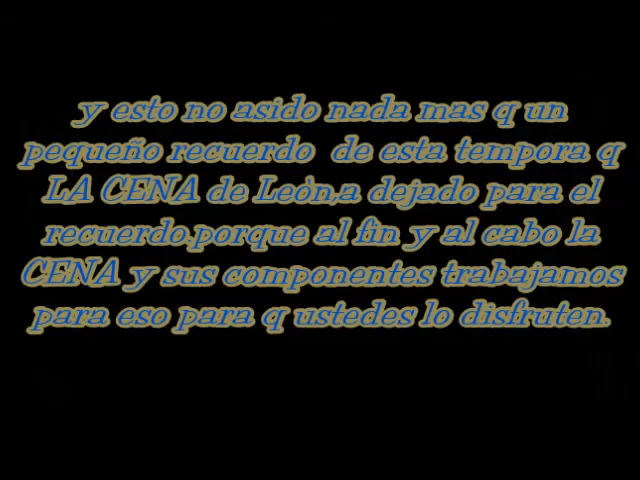 y esto no asido nada mas q un
pequeño recuerdo de esta tempora q
LA CENA de Leòn,a dejado para el
recuerdo.porque al fin y al cabo la
CENA y sus componentes trabajamos
para eso para q ustedes lo disfruten.